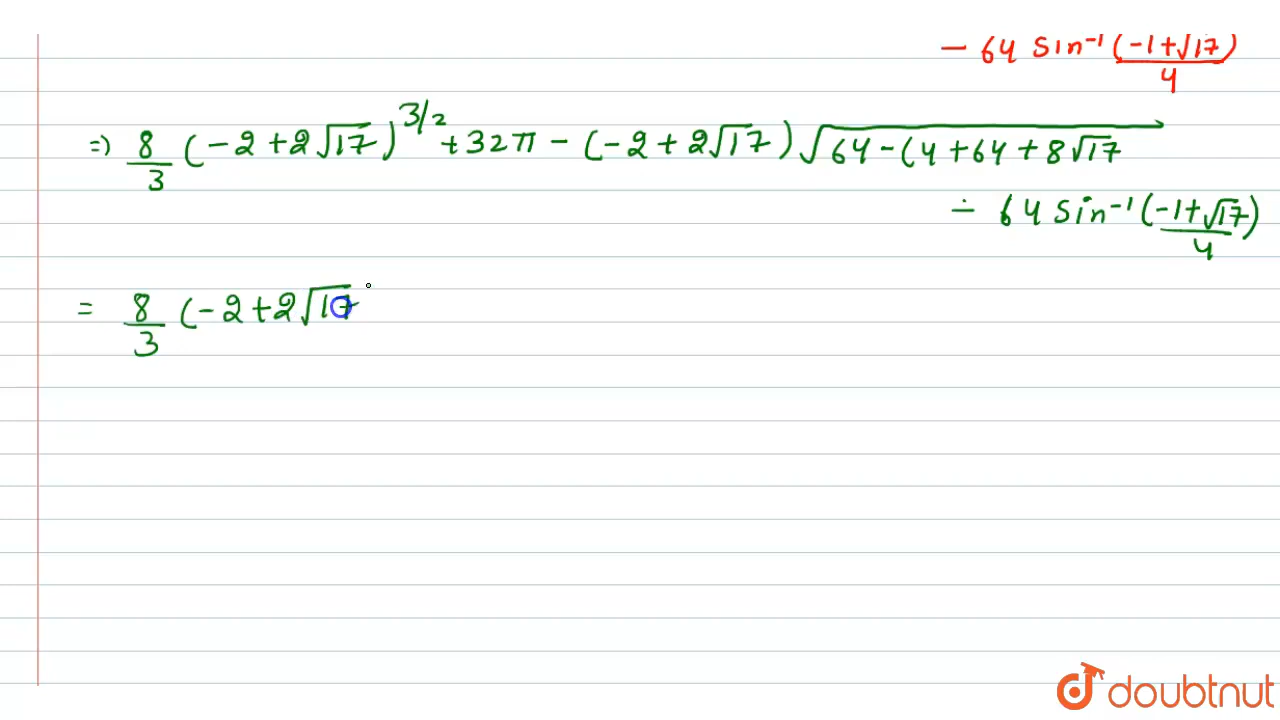 - 64 sin⁻¹ (-1+√17)/4
=) 8/3 (-2+2√17)^3/2 + 32π - (-2+2√17) √64-(4+64+8√17
- 64 sin⁻¹ (-1+√17)/4
= 8/3 (-2+2√17
doubtnut